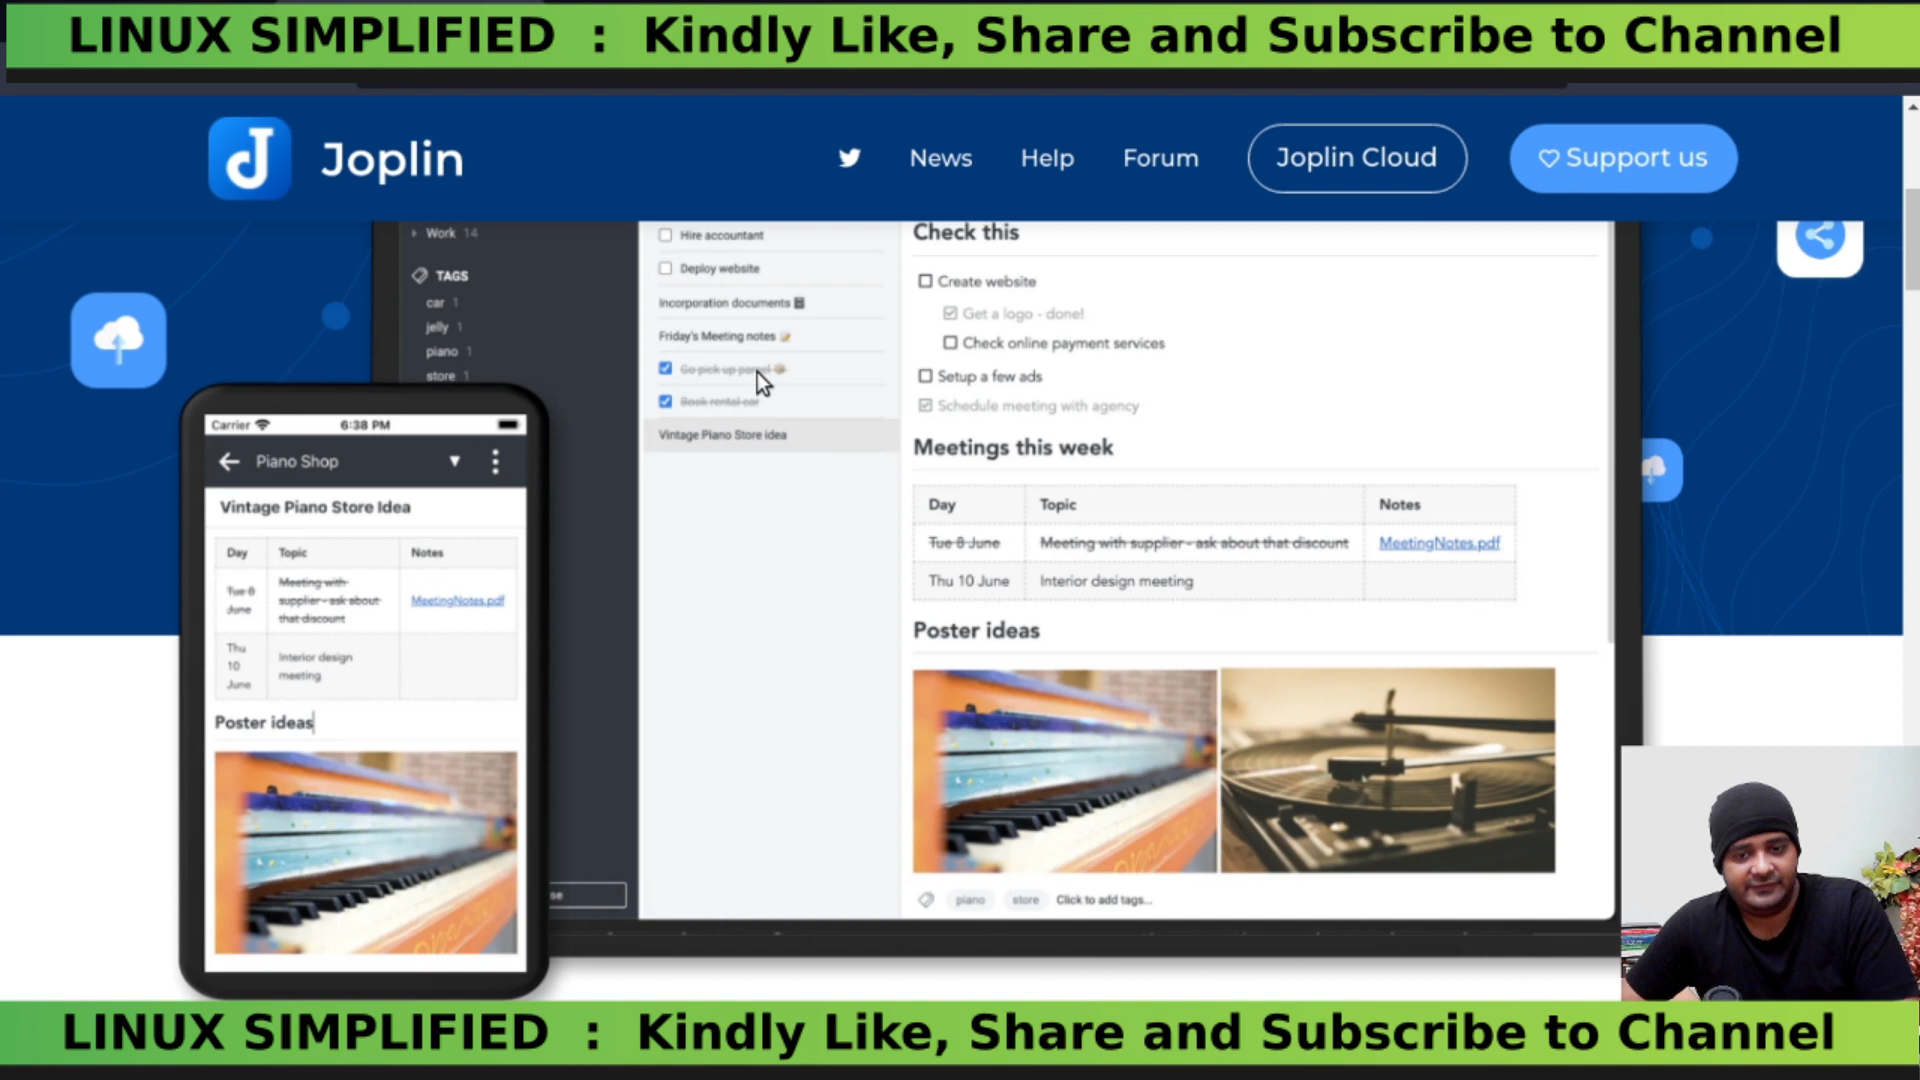 LINUX SIMPLIFIED : Kindly Like, Share and Subscribe to Channel
Joplin
News
Help
Forum
Joplin Cloud
Support us
Work 14
TAGS
car 1
jelly 1
piano 1
store 1
Hire accountant
Deploy website
Incorporation documents
Friday's Meeting notes
Go pick up parcel
Book rental car
Vintage Piano Store idea
Check this
Create website
Get a logo - done!
Check online payment services
Setup a few ads
Schedule meeting with agency
Meetings this week
Day Topic Notes
Tue 8 June Meeting with supplier - ask about that discount MeetingNotes.pdf
Thu 10 June Interior design meeting
Poster ideas
piano store Click to add tags...
Carrier 6:38 PM
Piano Shop
Vintage Piano Store Idea
Day Topic Notes
Tue 8
June
Meeting with
supplier - ask about
that discount
MeetingNotes.pdf
Thu
10
June
Interior design
meeting
Poster ideas
LINUX SIMPLIFIED : Kindly Like, Share and Subscribe to Channel